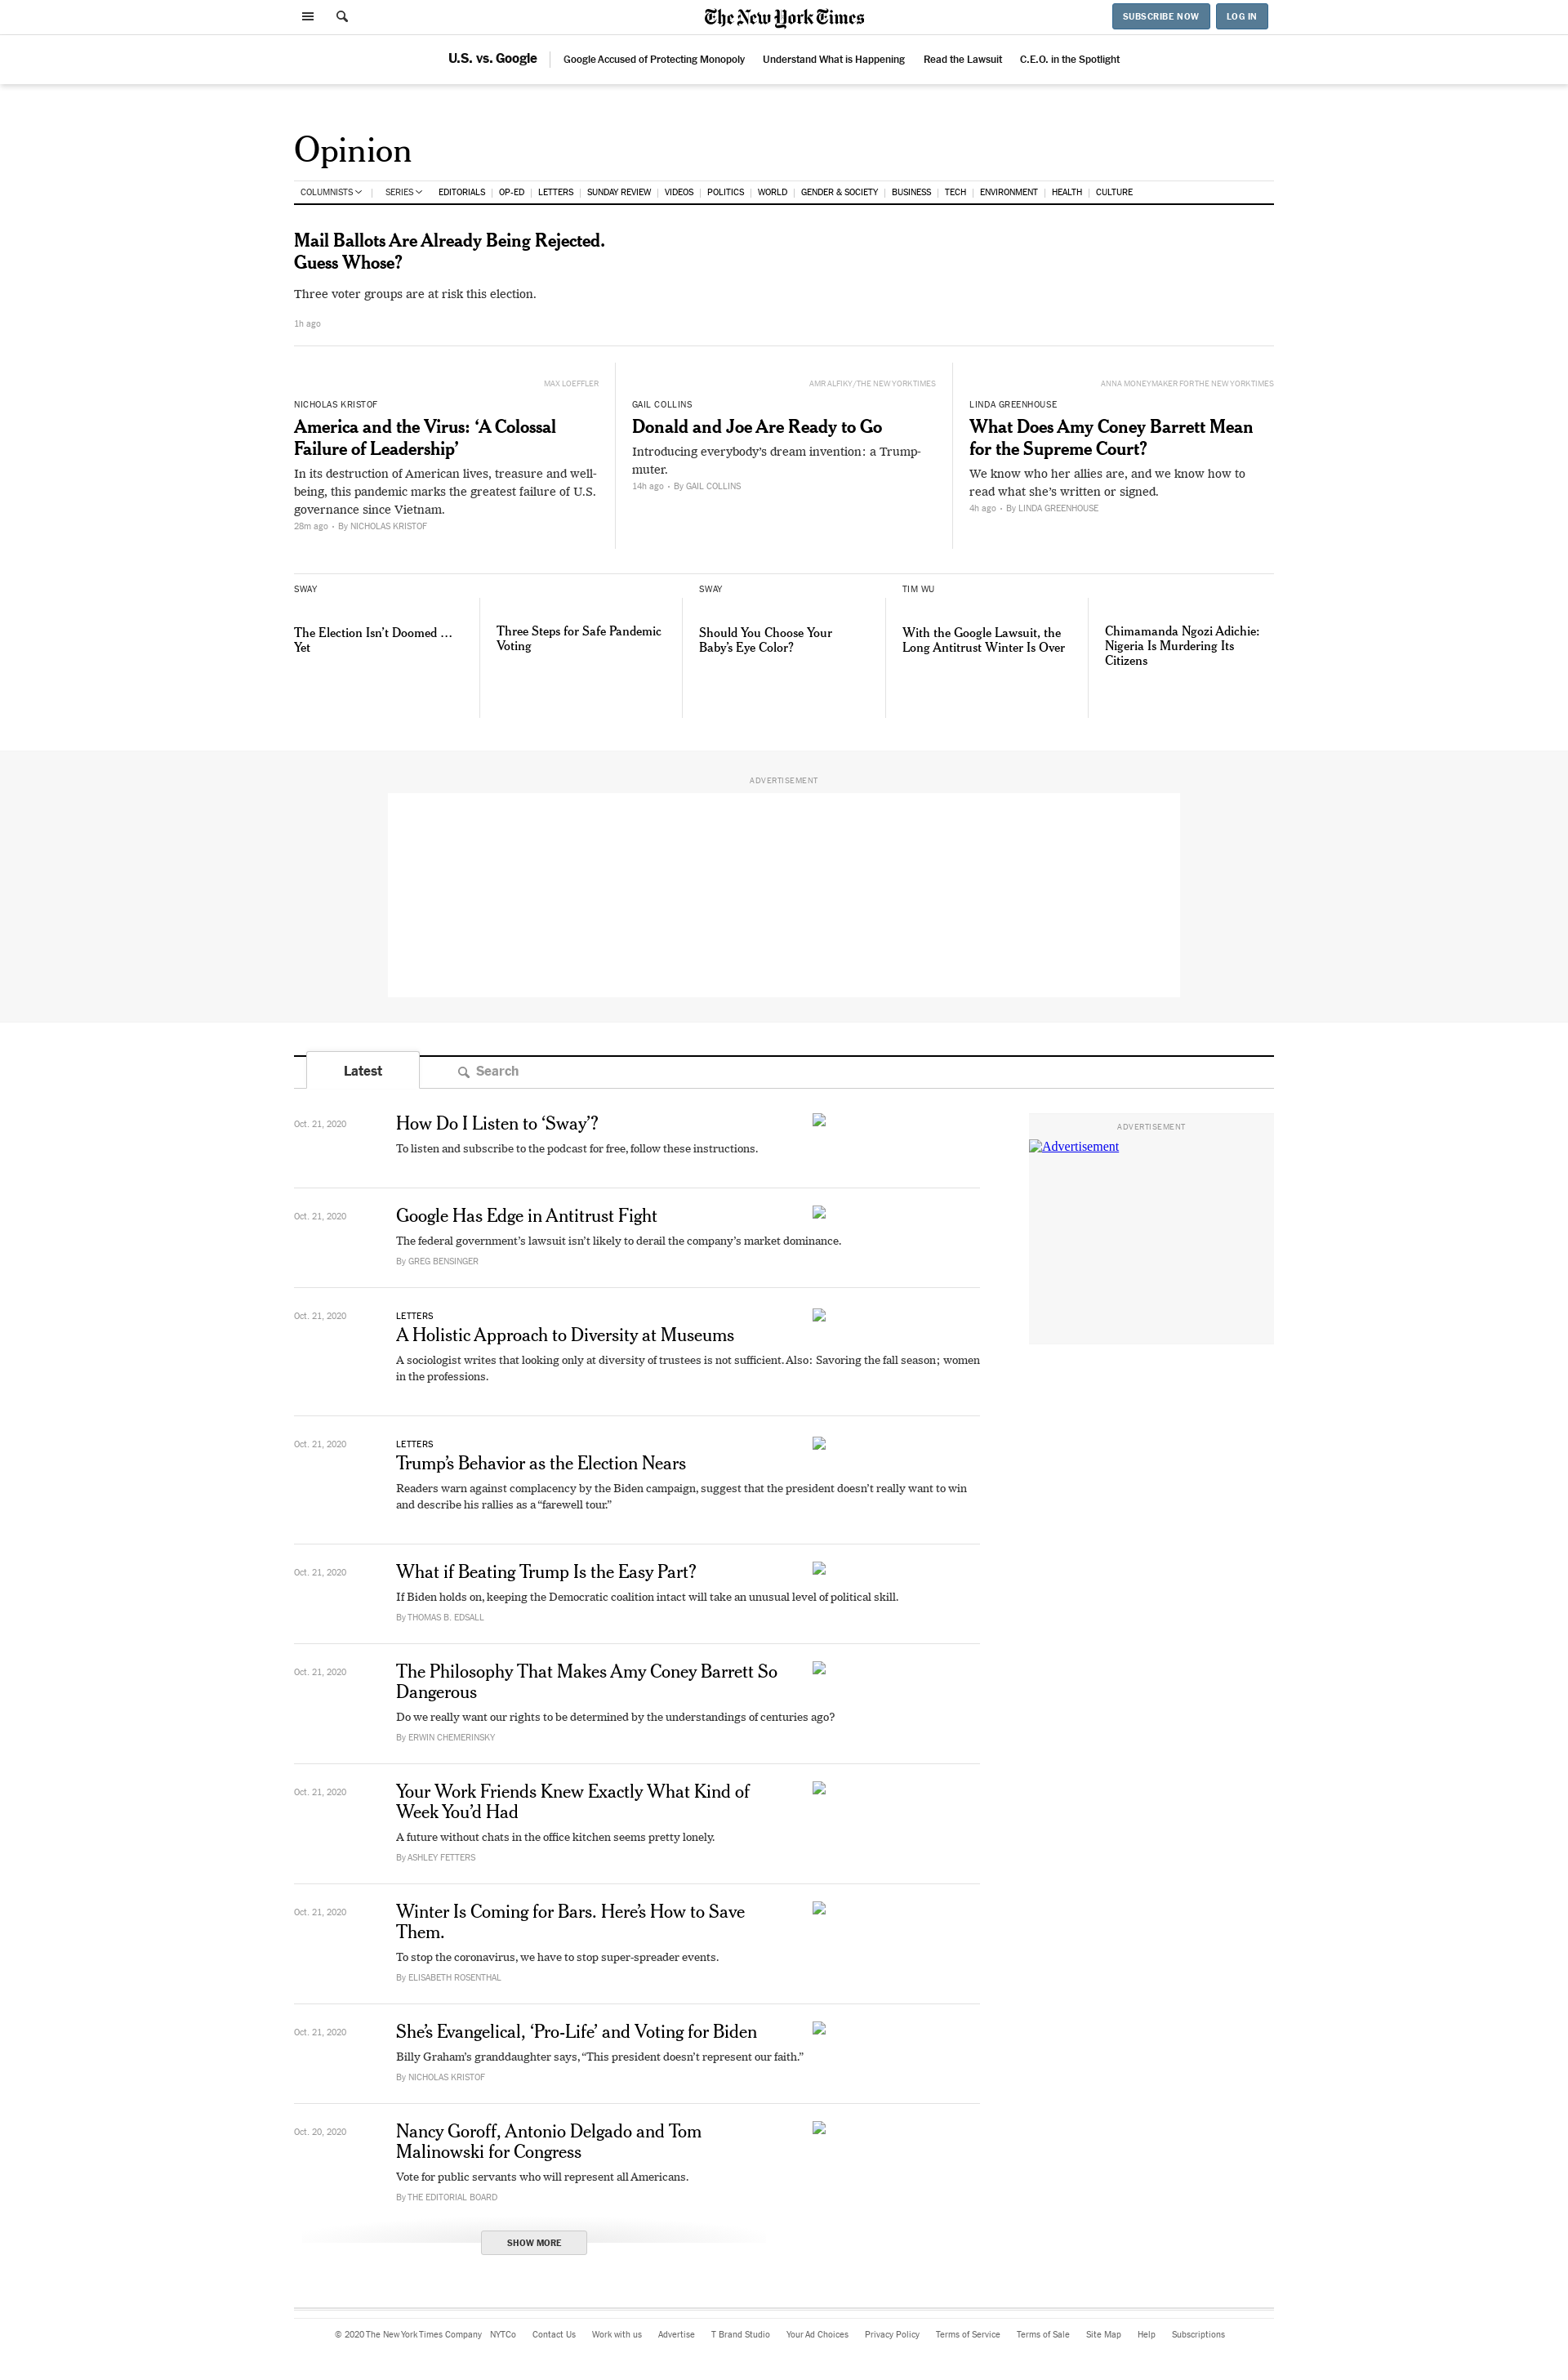 The New York Times
SUBSCRIBE NOW
LOG IN
U.S. vs. Google
Google Accused of Protecting Monopoly
Understand What is Happening
Read the Lawsuit
C.E.O. in the Spotlight
Opinion
COLUMNISTS | SERIES EDITORIALS | OP-ED | LETTERS | SUNDAY REVIEW | VIDEOS | POLITICS | WORLD | GENDER & SOCIETY | BUSINESS | TECH | ENVIRONMENT | HEALTH | CULTURE
Mail Ballots Are Already Being Rejected.
Guess Whose?
Three voter groups are at risk this election.
1h ago
MAX LOEFFLER
NICHOLAS KRISTOF
America and the Virus: ‘A Colossal
Failure of Leadership’
In its destruction of American lives, treasure and well-
being, this pandemic marks the greatest failure of U.S.
governance since Vietnam.
28m ago • By NICHOLAS KRISTOF
AMR ALFIKY/THE NEW YORK TIMES
GAIL COLLINS
Donald and Joe Are Ready to Go
Introducing everybody’s dream invention: a Trump-
muter.
14h ago • By GAIL COLLINS
ANNA MONEYMAKER FOR THE NEW YORK TIMES
LINDA GREENHOUSE
What Does Amy Coney Barrett Mean
for the Supreme Court?
We know who her allies are, and we know how to
read what she’s written or signed.
4h ago • By LINDA GREENHOUSE
SWAY
The Election Isn’t Doomed …
Yet
Three Steps for Safe Pandemic
Voting
SWAY
Should You Choose Your
Baby’s Eye Color?
TIM WU
With the Google Lawsuit, the
Long Antitrust Winter Is Over
Chimamanda Ngozi Adichie:
Nigeria Is Murdering Its
Citizens
ADVERTISEMENT
Latest
Search
Oct. 21, 2020
How Do I Listen to ‘Sway’?
To listen and subscribe to the podcast for free, follow these instructions.
ADVERTISEMENT
Advertisement
Oct. 21, 2020
Google Has Edge in Antitrust Fight
The federal government’s lawsuit isn’t likely to derail the company’s market dominance.
By GREG BENSINGER
Oct. 21, 2020
LETTERS
A Holistic Approach to Diversity at Museums
A sociologist writes that looking only at diversity of trustees is not sufficient. Also: Savoring the fall season; women
in the professions.
Oct. 21, 2020
LETTERS
Trump’s Behavior as the Election Nears
Readers warn against complacency by the Biden campaign, suggest that the president doesn’t really want to win
and describe his rallies as a “farewell tour.”
Oct. 21, 2020
What if Beating Trump Is the Easy Part?
If Biden holds on, keeping the Democratic coalition intact will take an unusual level of political skill.
By THOMAS B. EDSALL
Oct. 21, 2020
The Philosophy That Makes Amy Coney Barrett So
Dangerous
Do we really want our rights to be determined by the understandings of centuries ago?
By ERWIN CHEMERINSKY
Oct. 21, 2020
Your Work Friends Knew Exactly What Kind of
Week You’d Had
A future without chats in the office kitchen seems pretty lonely.
By ASHLEY FETTERS
Oct. 21, 2020
Winter Is Coming for Bars. Here’s How to Save
Them.
To stop the coronavirus, we have to stop super-spreader events.
By ELISABETH ROSENTHAL
Oct. 21, 2020
She’s Evangelical, ‘Pro-Life’ and Voting for Biden
Billy Graham’s granddaughter says, “This president doesn’t represent our faith.”
By NICHOLAS KRISTOF
Oct. 20, 2020
Nancy Goroff, Antonio Delgado and Tom
Malinowski for Congress
Vote for public servants who will represent all Americans.
By THE EDITORIAL BOARD
SHOW MORE
© 2020 The New York Times Company NYTCo Contact Us Work with us Advertise T Brand Studio Your Ad Choices Privacy Policy Terms of Service Terms of Sale Site Map Help Subscriptions